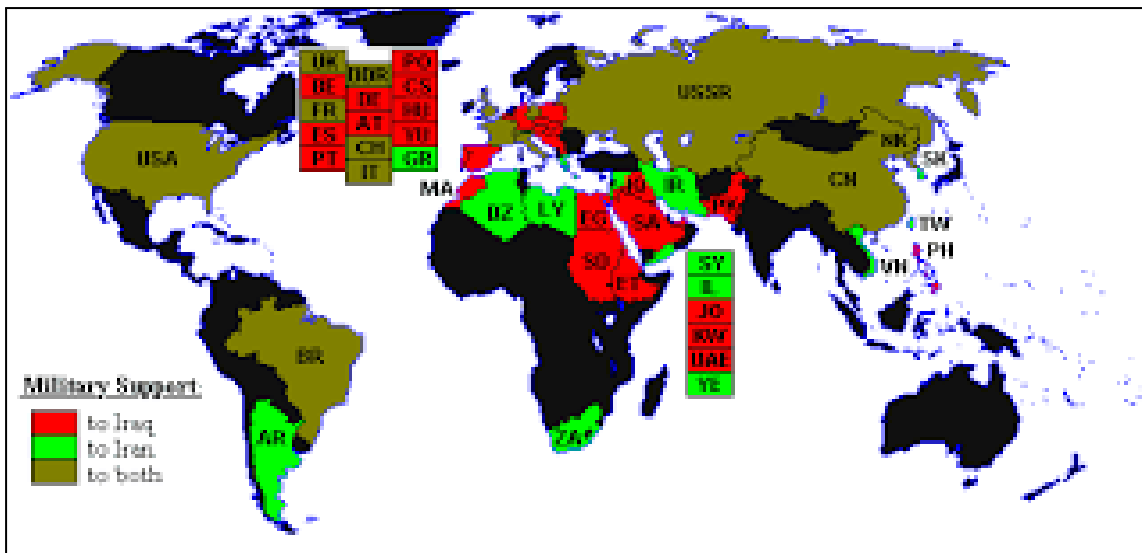 UK
DDR
PO
BE
DE
CS
FR
AT
HU
ES
CH
YU
PT
IT
GR
USSR
USA
NK
SK
CN
MA
DZ
LY
IQ
IR
PK
EG
SA
TW
PH
SD
ET
VN
SY
IL
JO
KW
UAE
YE
BR
Military Support:
to Iraq
to Iran
to both
AR
ZA